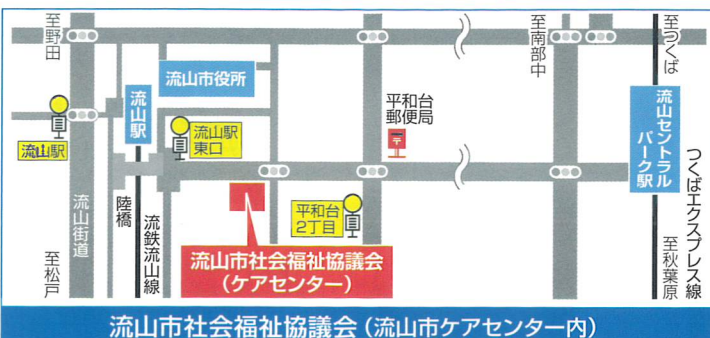 至野田
至南部中
至つくば
流山市役所
流山駅
流山駅
東口
平和台
郵便局
流山セントラル
パーク駅
つくばエクスプレス線
流山駅
流山街道
陸橋
流鉄流山線
平和台
2丁目
至松戸
至秋葉原
流山市社会福祉協議会
(ケアセンター)
流山市社会福祉協議会(流山市ケアセンター内)